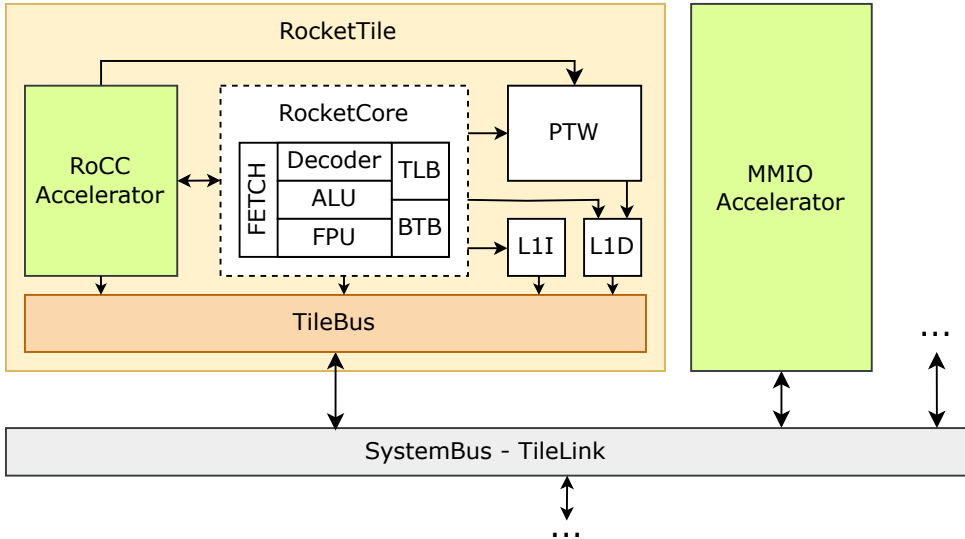 RocketTile
RoCC
Accelerator
RocketCore
FETCH
Decoder
ALU
FPU
TLB
BTB
PTW
L1I
L1D
TileBus
MMIO
Accelerator
...
SystemBus - TileLink
...